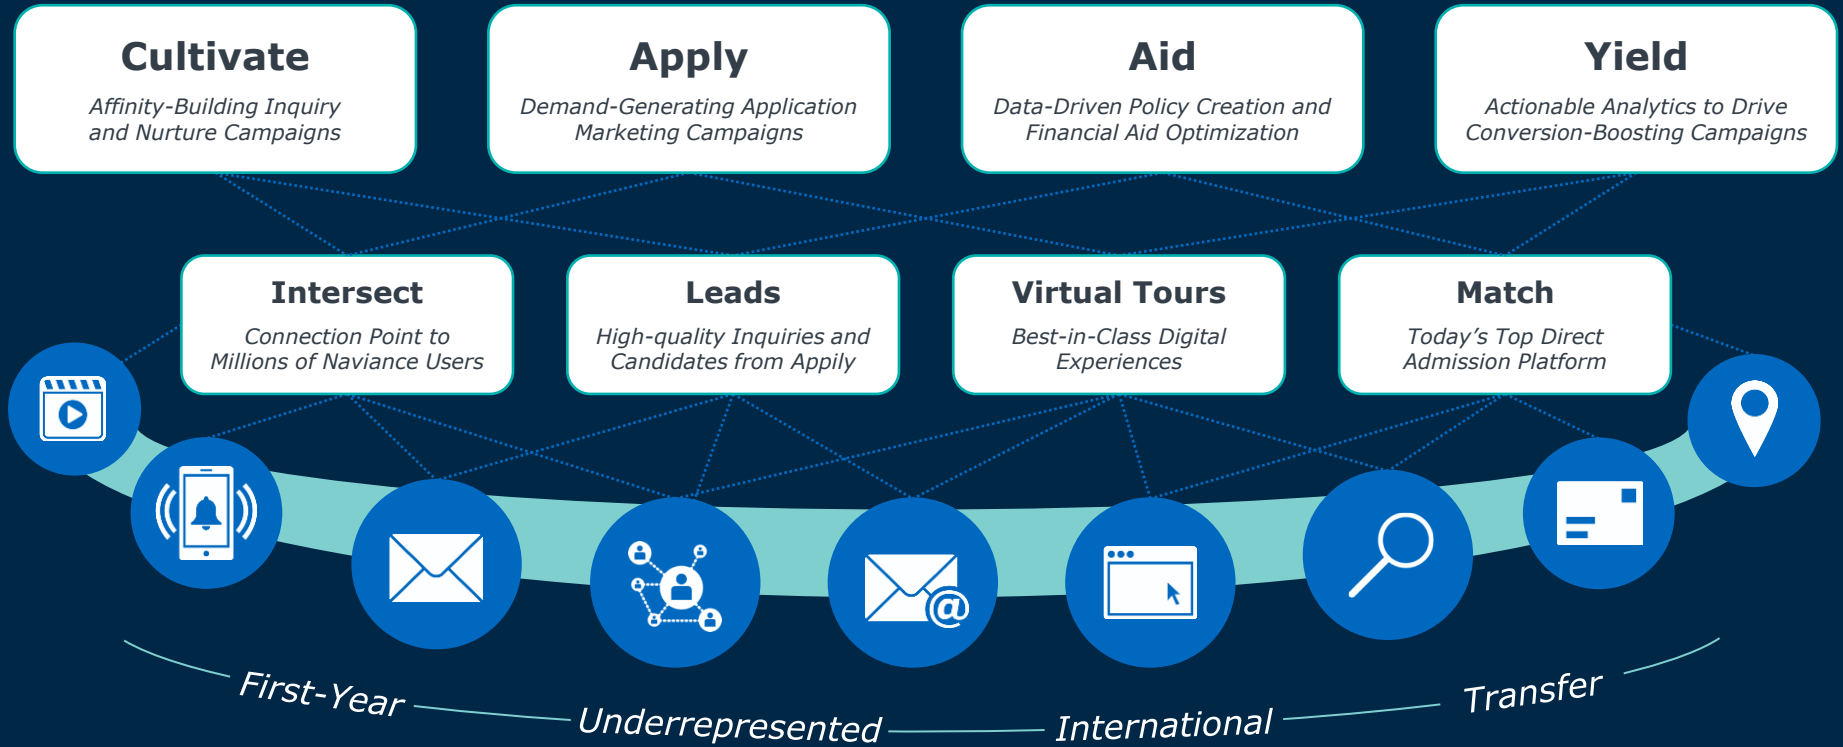 Cultivate
Affinity-Building Inquiry
and Nurture Campaigns
Apply
Demand-Generating Application
Marketing Campaigns
Aid
Data-Driven Policy Creation and
Financial Aid Optimization
Yield
Actionable Analytics to Drive
Conversion-Boosting Campaigns
Intersect
Connection Point to
Millions of Naviance Users
Leads
High-quality Inquiries and
Candidates from Appily
Virtual Tours
Best-in-Class Digital
Experiences
Match
Today’s Top Direct
Admission Platform
@
First-Year
Underrepresented
International
Transfer